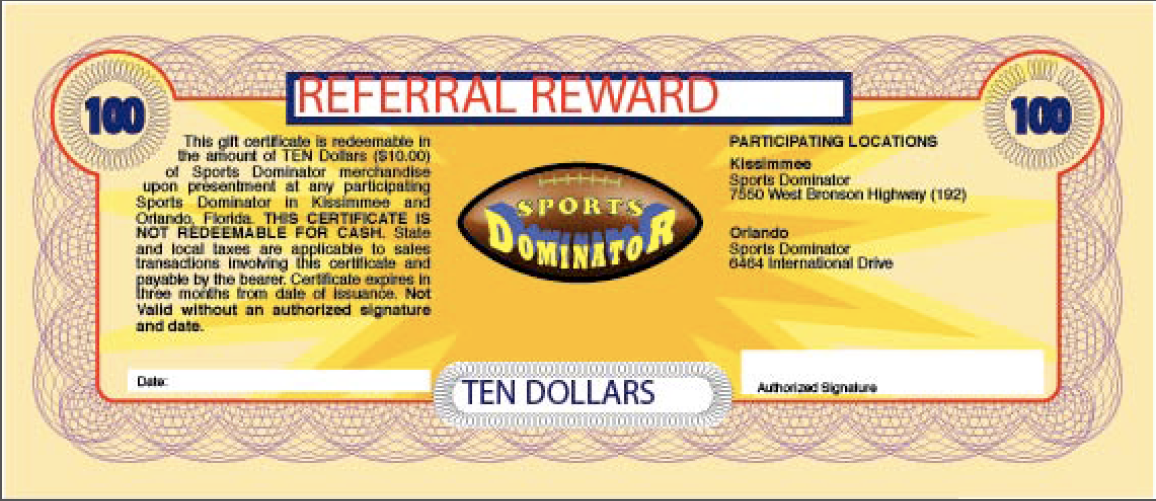 REFERRAL REWARD
100
100
This gift certificate is redeemable in
the amount of TEN Dollars ($10.00)
of Sports Dominator merchandise
upon presentment at any participating
Sports Dominator in Kissimmee and
Orlando, Florida. THIS CERTIFICATE IS
NOT REDEEMABLE FOR CASH. State
and local taxes are applicable to sales
transactions involving this certificate and
payable by the bearer. Certificate expires in
three months from date of issuance. Not
Valid without an authorized signature
and date.
Date:
SPORTS
DOMINATOR
TEN DOLLARS
PARTICIPATING LOCATIONS
Kissimmee
Sports Dominator
7550 West Bronson Highway (192)
Orlando
Sports Dominator
6464 International Drive
Authorized Signature